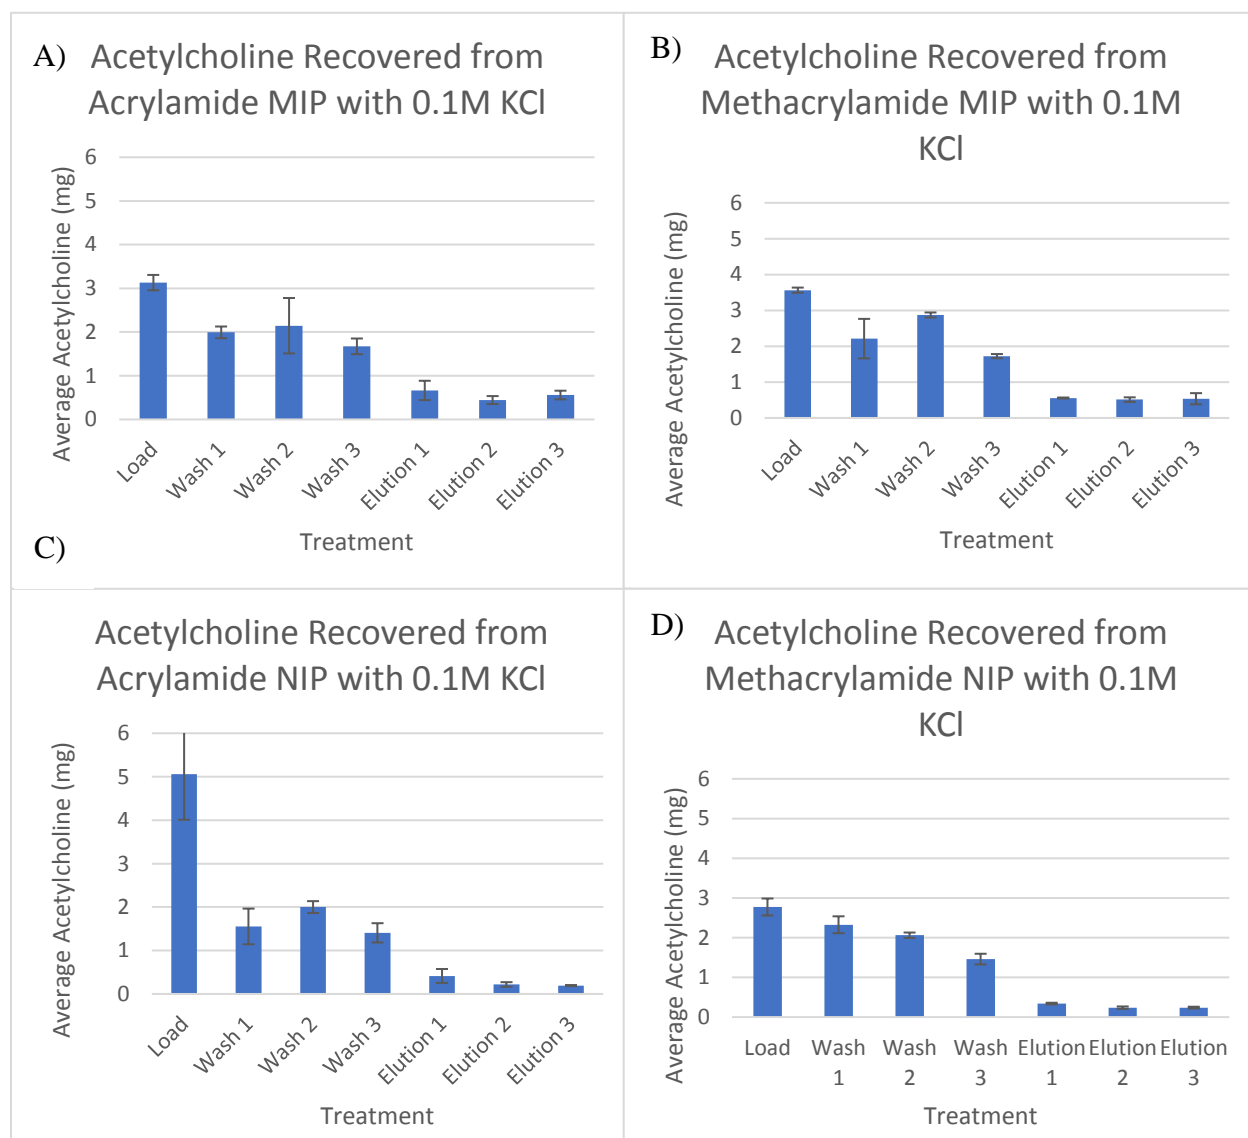 A) Acetylcholine Recovered from
Acrylamide MIP with 0.1M KCl
Average Acetylcholine (mg)
6
5
4
3
2
1
0
Load
Wash 1
Wash 2
Wash 3
Elution 1
Elution 2
Elution 3
Treatment
B) Acetylcholine Recovered from
Methacrylamide MIP with 0.1M
KCl
Average Acetylcholine (mg)
6
5
4
3
2
1
0
Load
Wash 1
Wash 2
Wash 3
Elution 1
Elution 2
Elution 3
Treatment
C)
Acetylcholine Recovered from
Acrylamide NIP with 0.1M KCl
Average Acetylcholine (mg)
6
5
4
3
2
1
0
Load
Wash 1
Wash 2
Wash 3
Elution 1
Elution 2
Elution 3
Treatment
D) Acetylcholine Recovered from
Methacrylamide NIP with 0.1M
KCl
Average Acetylcholine (mg)
6
5
4
3
2
1
0
Load Wash Wash Wash Elution Elution Elution
1 2 3 1 2 3
Treatment